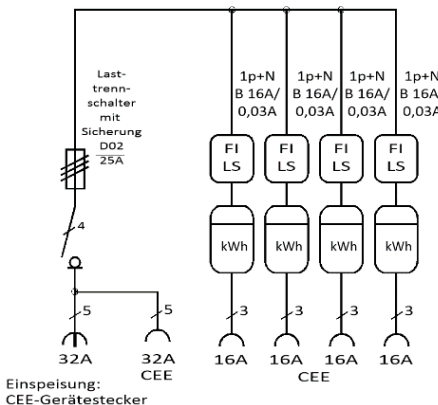 Last-
trenn-
schalter
mit
Sicherung
D02
25A
1p+N
B 16A/
0,03A
1p+N
B 16A/
0,03A
1p+N
B 16A/
0,03A
1p+N
B 16A/
0,03A
FI
LS
FI
LS
FI
LS
FI
LS
4
kWh
kWh
kWh
kWh
5
5
3
3
3
3
32A
32A
CEE
16A
16A
16A
16A
CEE
Einspeisung:
CEE-Gerätestecker